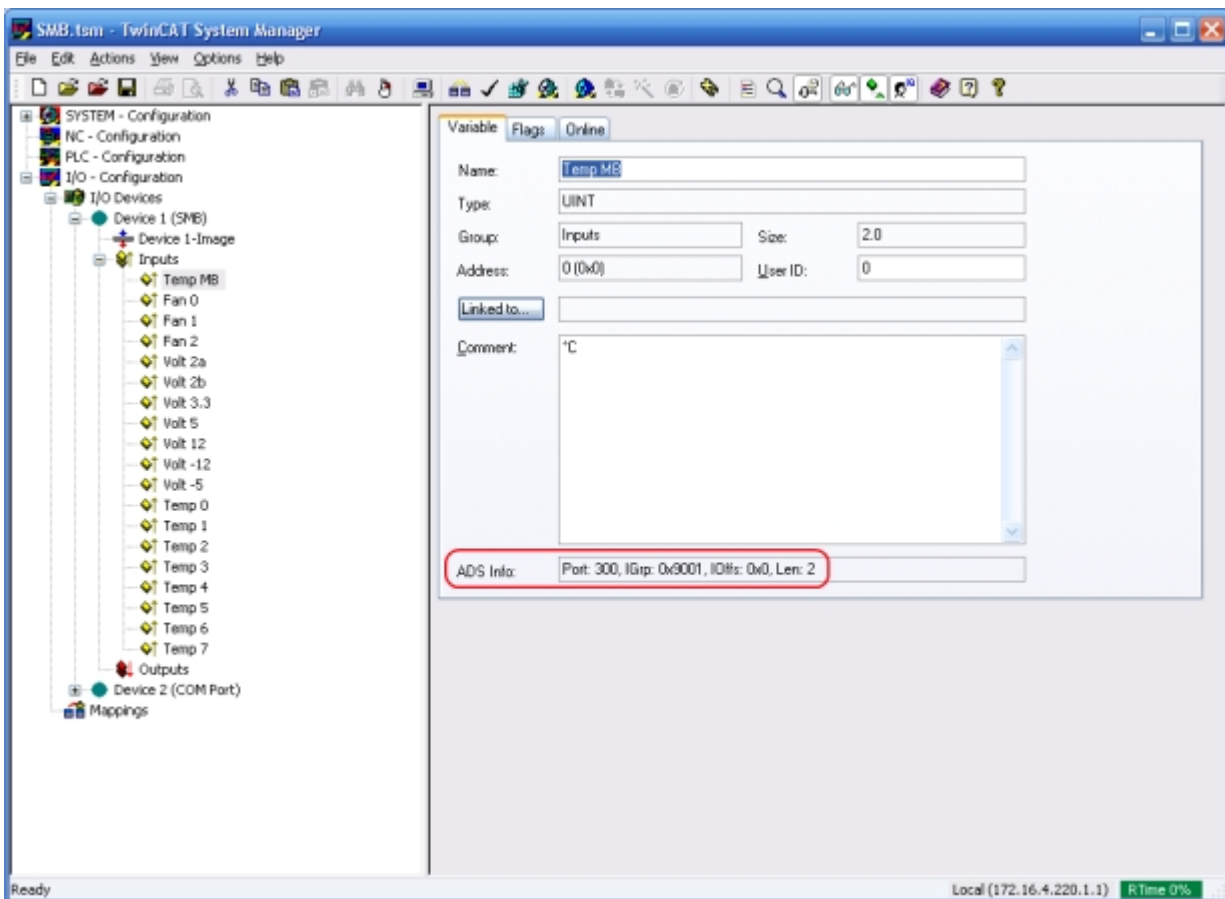 SMB.tsm - TwinCAT System Manager
File Edit Actions View Options Help
SYSTEM - Configuration
NC - Configuration
PLC - Configuration
I/O - Configuration
I/O Devices
Device 1 (SMB)
Device 1-Image
Inputs
Temp MB
Fan 0
Fan 1
Fan 2
Volt 2a
Volt 2b
Volt 3.3
Volt 5
Volt 12
Volt -12
Volt -5
Temp 0
Temp 1
Temp 2
Temp 3
Temp 4
Temp 5
Temp 6
Temp 7
Outputs
Device 2 (COM Port)
Mappings
Variable Flags Online
Name: Temp MB
Type: UINT
Group: Inputs Size: 2.0
Address: 0 (0x0) User ID: 0
Linked to...
Comment: °C
ADS Info: Port: 300, IGrp: 0x9001, IOffs: 0x0, Len: 2
Ready Local (172.16.4.220.1.1) RTime 0%